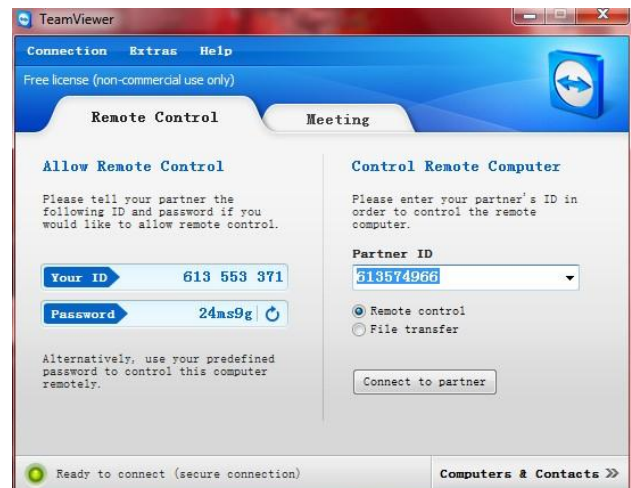 TeamViewer
Connection Extras Help
Free license (non-commercial use only)
Remote Control
Meeting
Allow Remote Control
Please tell your partner the
following ID and password if you
would like to allow remote control.
Your ID 613 553 371
Password 24ms9g
Alternatively, use your predefined
password to control this computer
remotely.
Control Remote Computer
Please enter your partner's ID in
order to control the remote
computer.
Partner ID
613574966
Remote control
File transfer
Connect to partner
Ready to connect (secure connection)
Computers & Contacts >>